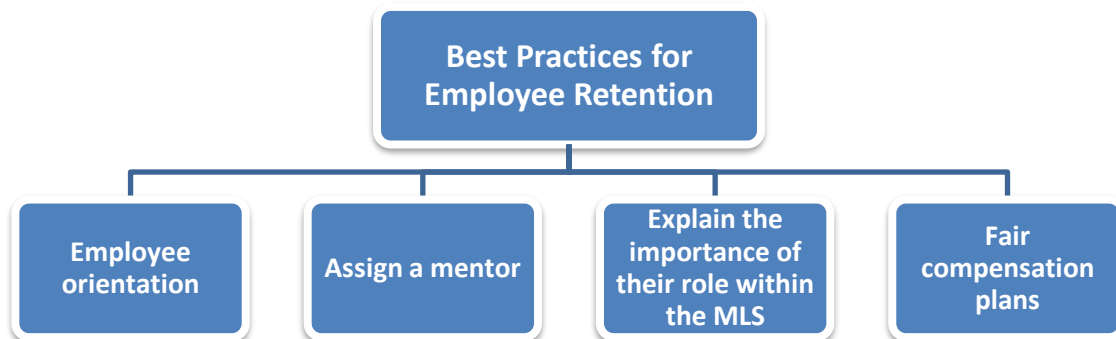 Best Practices for
Employee Retention
Employee
orientation
Assign a mentor
Explain the
importance of
their role within
the MLS
Fair
compensation
plans